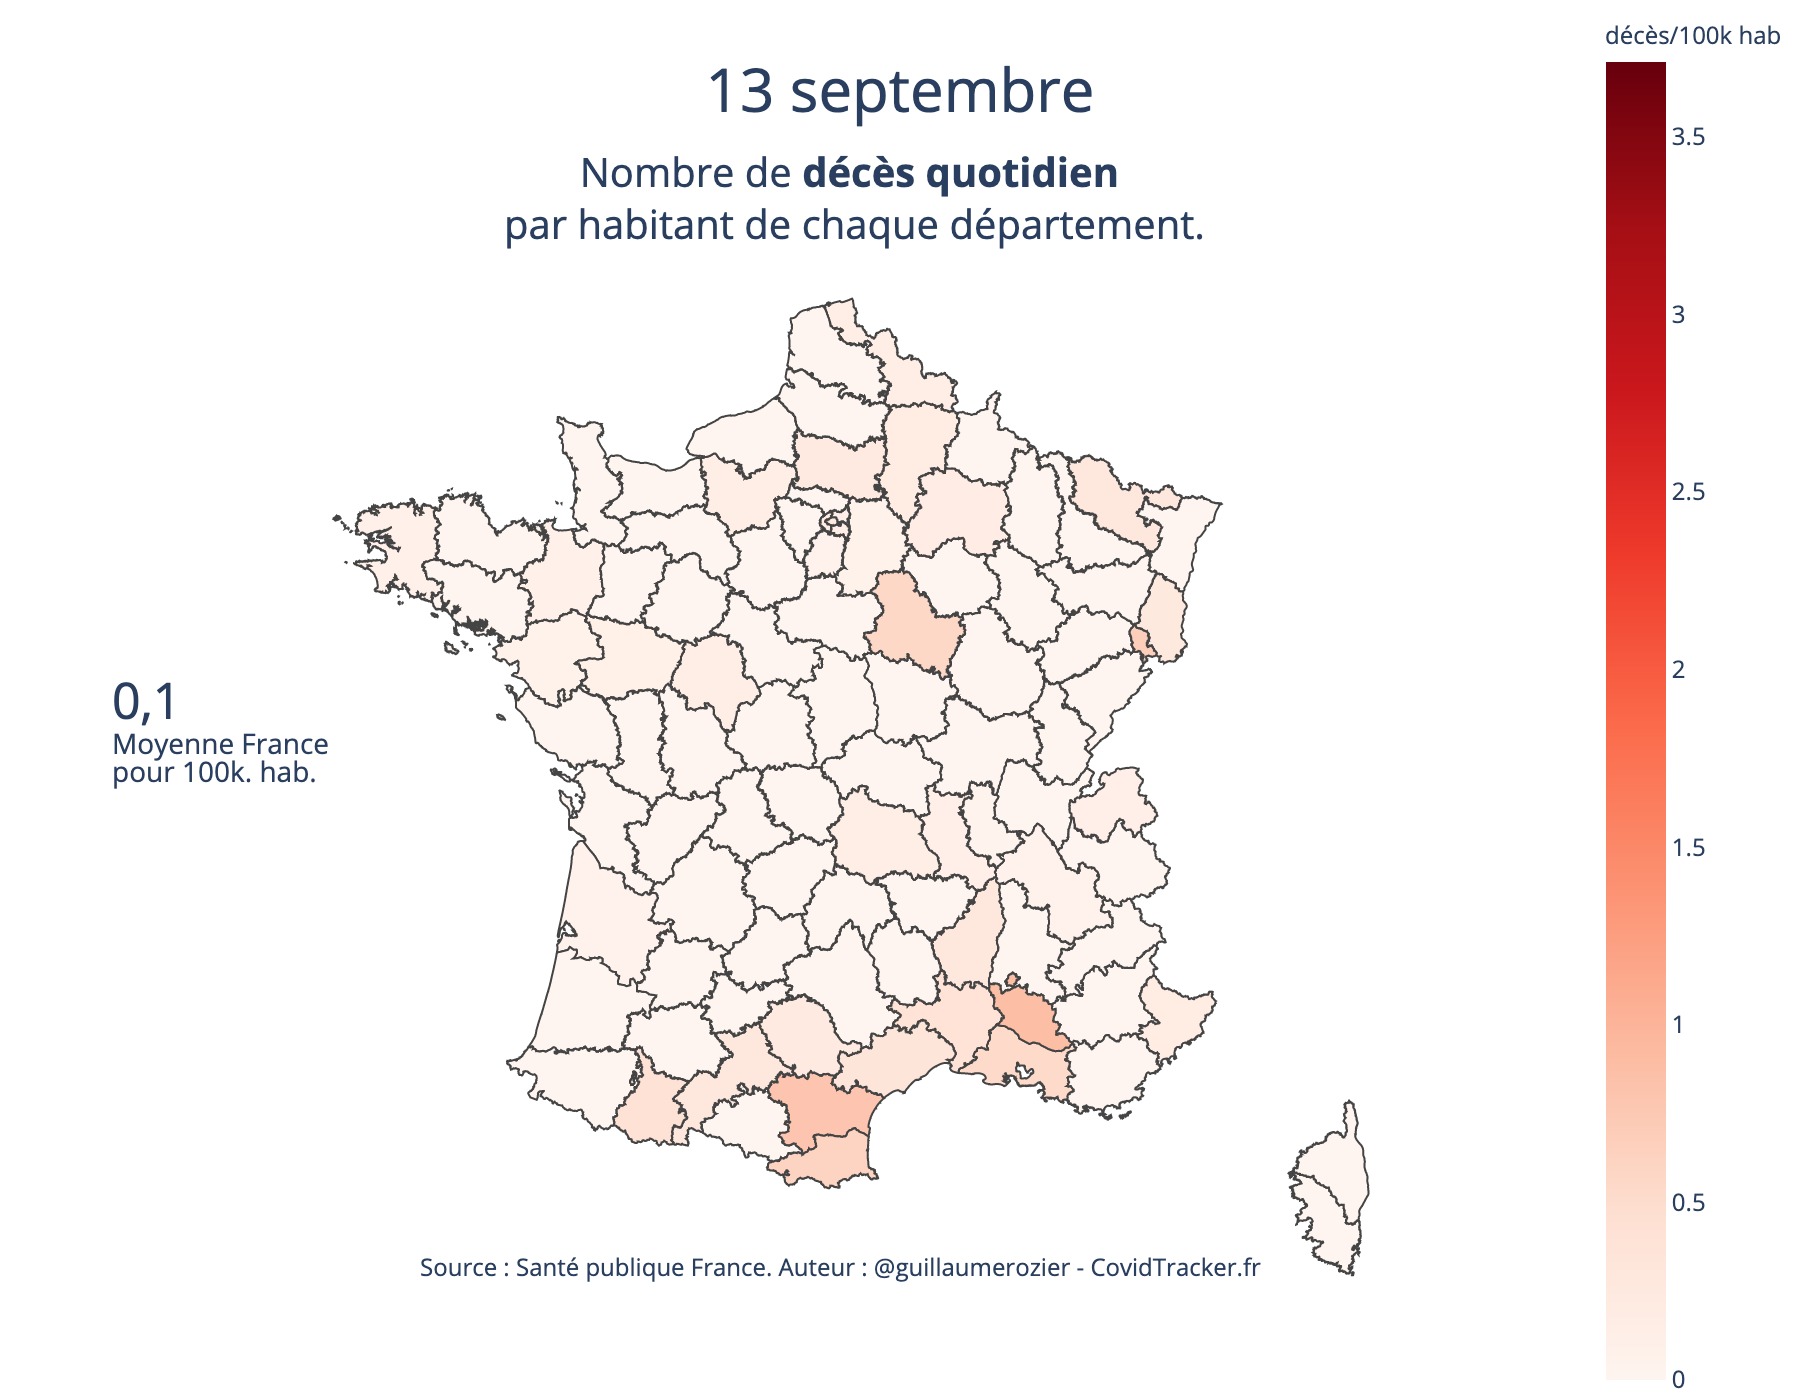 décès/100k hab
13 septembre
Nombre de décès quotidien
par habitant de chaque département.
3.5
3
2.5
2
1.5
1
0.5
0
0,1
Moyenne France
pour 100k. hab.
Source : Santé publique France. Auteur : @guillaumerozier - CovidTracker.fr